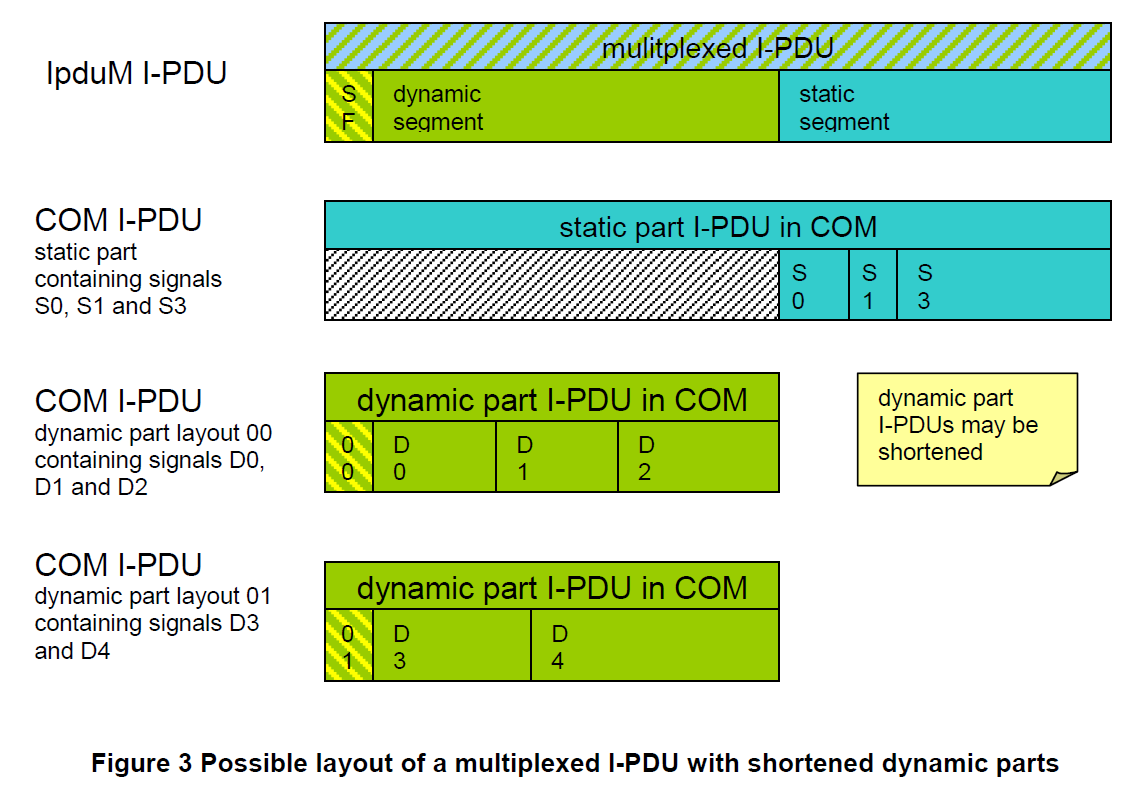 IpduM I-PDU
mulitplexed I-PDU
S
F
dynamic
segment
static
segment
COM I-PDU
static part
containing signals
S0, S1 and S3
static part I-PDU in COM
S
0
S
1
S
3
COM I-PDU
dynamic part layout 00
containing signals D0,
D1 and D2
dynamic part I-PDU in COM
0
0
D
0
D
1
D
2
dynamic part
I-PDUs may be
shortened
COM I-PDU
dynamic part layout 01
containing signals D3
and D4
dynamic part I-PDU in COM
0
1
D
3
D
4
Figure 3 Possible layout of a multiplexed I-PDU with shortened dynamic parts